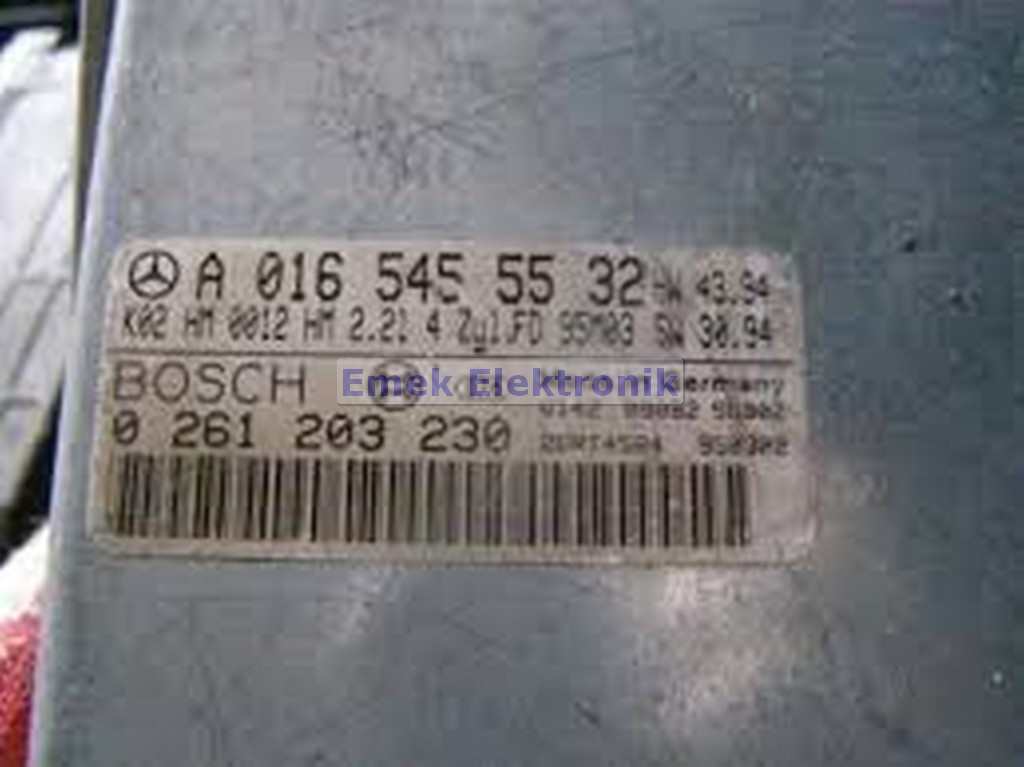 A 016 545 55 32 HW 43.94
K02 HM 0012 HM 2.2l 4 Zyl.FD 95M03 SW 30.94
BOSCH Germany
Emek Elektronik
0 261 203 230 950302